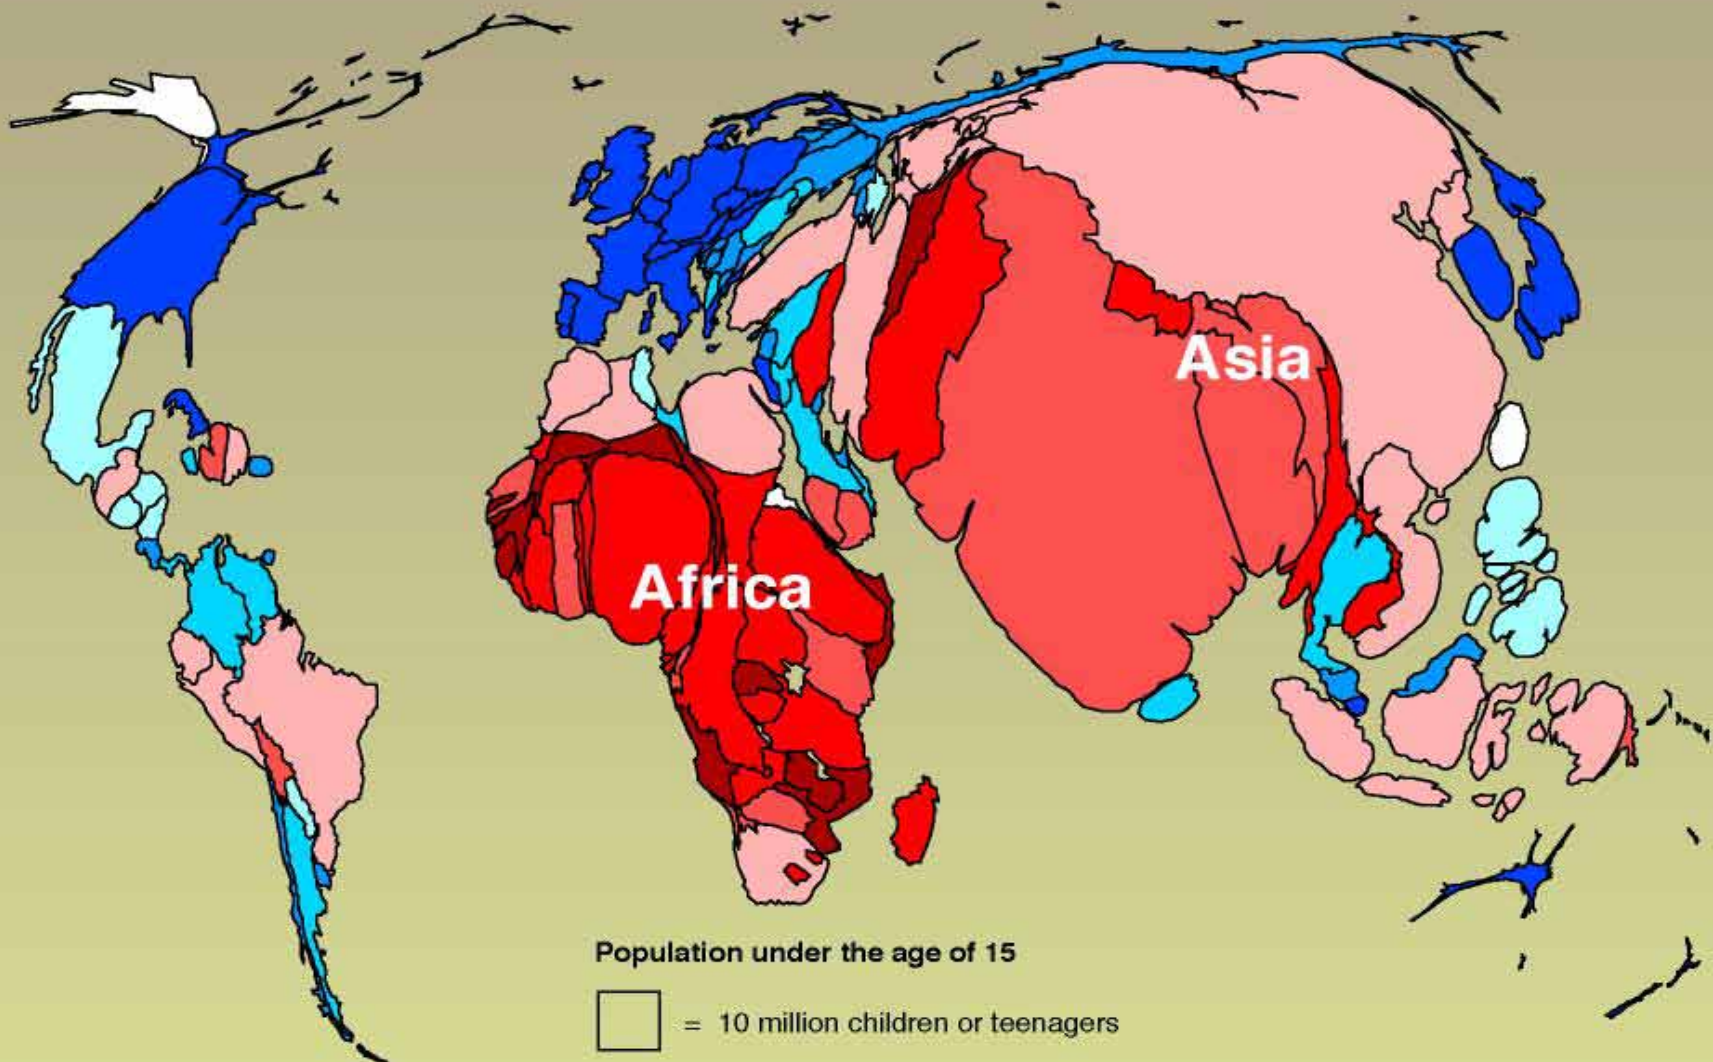 Asia
Africa
Population under the age of 15
= 10 million children or teenagers